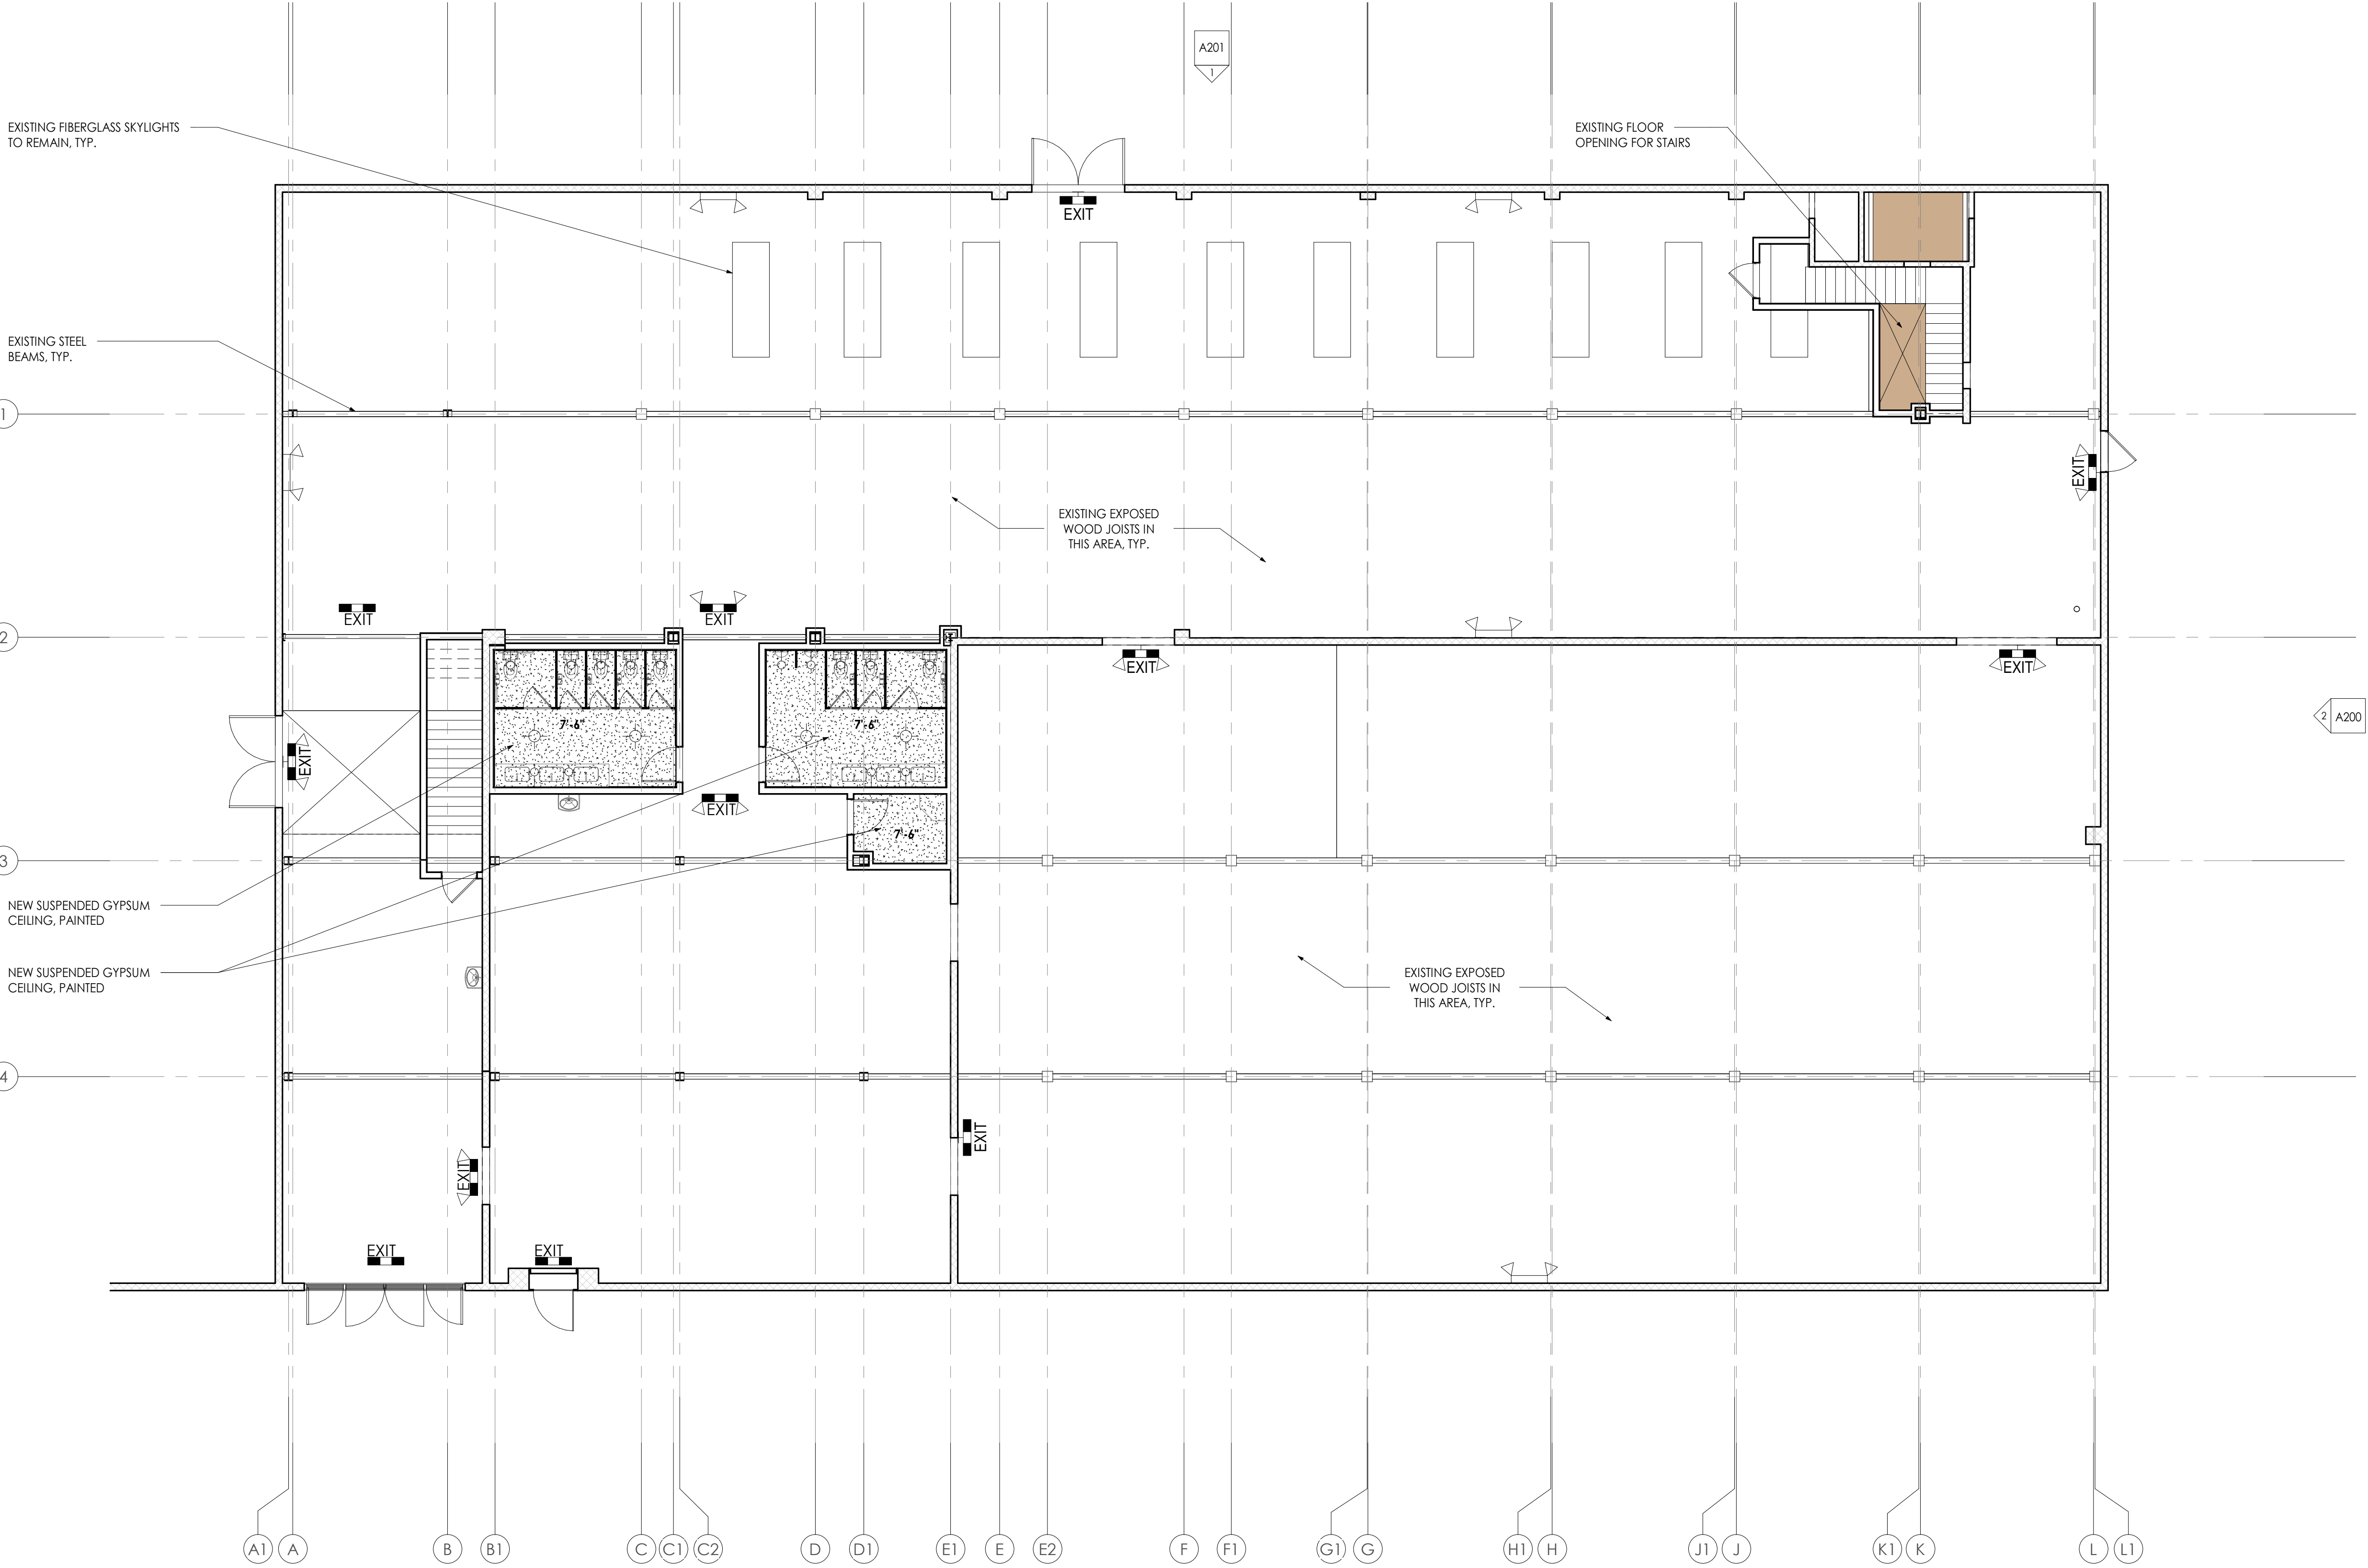 A201
1
EXISTING FIBERGLASS SKYLIGHTS
TO REMAIN, TYP.
EXISTING FLOOR
OPENING FOR STAIRS
EXIT
EXISTING STEEL
BEAMS, TYP.
1
EXIT
EXISTING EXPOSED
WOOD JOISTS IN
THIS AREA, TYP.
EXIT
EXIT
2
EXIT
EXIT
7'-6"
7'-6"
2
A200
EXIT
EXIT
7'-6"
3
NEW SUSPENDED GYPSUM
CEILING, PAINTED
NEW SUSPENDED GYPSUM
CEILING, PAINTED
EXISTING EXPOSED
WOOD JOISTS IN
THIS AREA, TYP.
4
EXIT
EXIT
EXIT
EXIT
A1
A
B
B1
C
C1
C2
D
D1
E1
E
E2
F
F1
G1
G
H1
H
J1
J
K1
K
L
L1